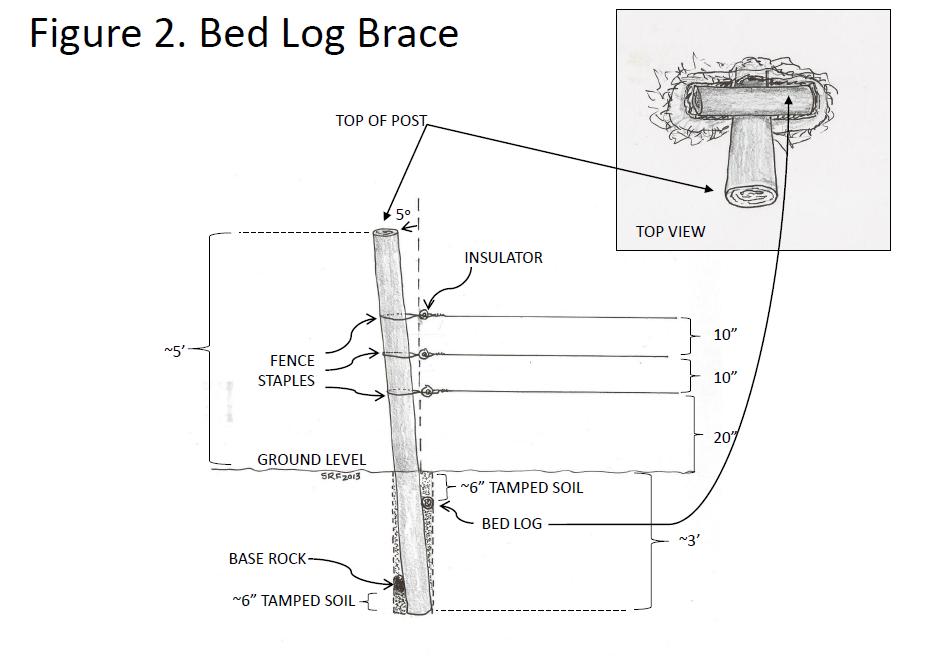 Figure 2. Bed Log Brace
TOP OF POST
TOP VIEW
5°
INSULATOR
~5’
FENCE
STAPLES
10”
10”
20”
GROUND LEVEL
SRF2013
~6” TAMPED SOIL
BED LOG
~3’
BASE ROCK
~6” TAMPED SOIL